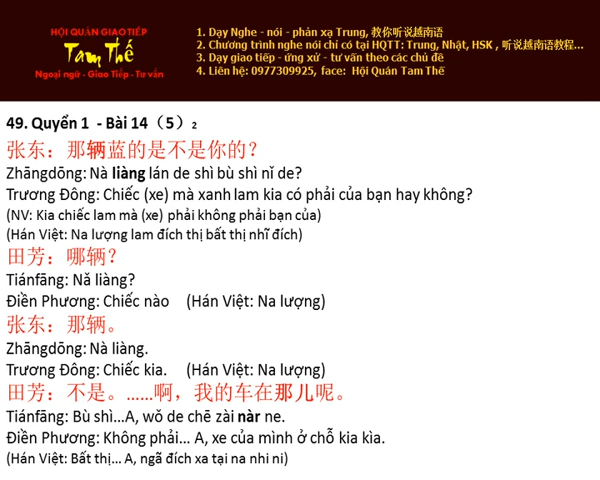 HỘI QUÁN GIAO TIẾP
Tam Thế
Ngoại ngữ - Giao Tiếp - Tư vấn
1. Dạy Nghe - nói - phản xạ Trung, 教你听说越南语
2. Chương trình nghe nói chỉ có tại HQTT: Trung, Nhật, HSK , 听说越南语教程...
3. Dạy giao tiếp - ứng xử - tư vấn theo các chủ đề
4. Liên hệ: 0977309925, face: Hội Quán Tam Thế
49. Quyển 1 - Bài 14（5）2
张东：那辆蓝的是不是你的？
Zhāngdōng: Nà liàng lán de shì bù shì nǐ de?
Trương Đông: Chiếc (xe) mà xanh lam kia có phải của bạn hay không?
(NV: Kia chiếc lam mà (xe) phải không phải bạn của)
(Hán Việt: Na lượng lam đích thị bất thị nhĩ đích)
田芳：哪辆？
Tiánfāng: Nǎ liàng?
Điền Phương: Chiếc nào (Hán Việt: Na lượng)
张东：那辆。
Zhāngdōng: Nà liàng.
Trương Đông: Chiếc kia. (Hán Việt: Na lượng)
田芳：不是。……啊，我的车在那儿呢。
Tiánfāng: Bù shì...A, wǒ de chē zài nàr ne.
Điền Phương: Không phải... A, xe của mình ở chỗ kia kìa.
(Hán Việt: Bất thị... A, ngã đích xa tại na nhi ni)